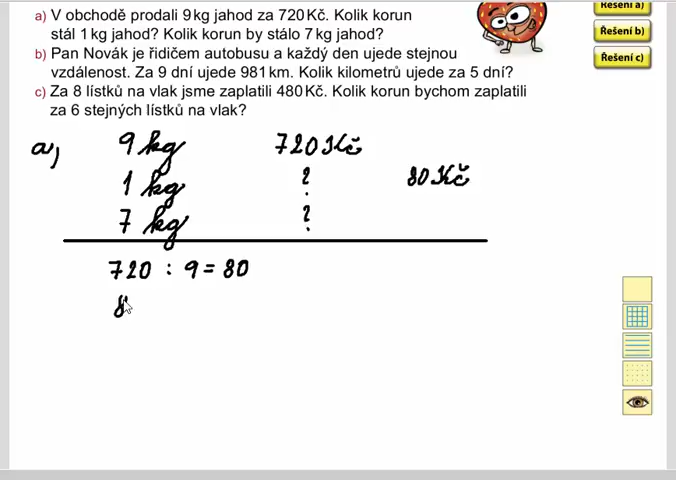 Řešení a)
a) V obchodě prodali 9 kg jahod za 720 Kč. Kolik korun
stál 1 kg jahod? Kolik korun by stálo 7 kg jahod?
Řešení b)
b) Pan Novák je řidičem autobusu a každý den ujede stejnou
vzdálenost. Za 9 dní ujede 981 km. Kolik kilometrů ujede za 5 dní?
Řešení c)
c) Za 8 lístků na vlak jsme zaplatili 480 Kč. Kolik korun bychom zaplatili
za 6 stejných lístků na vlak?
a) 9 kg 720 Kč
1 kg ? 80 Kč
7 kg ?
720 : 9 = 80
8